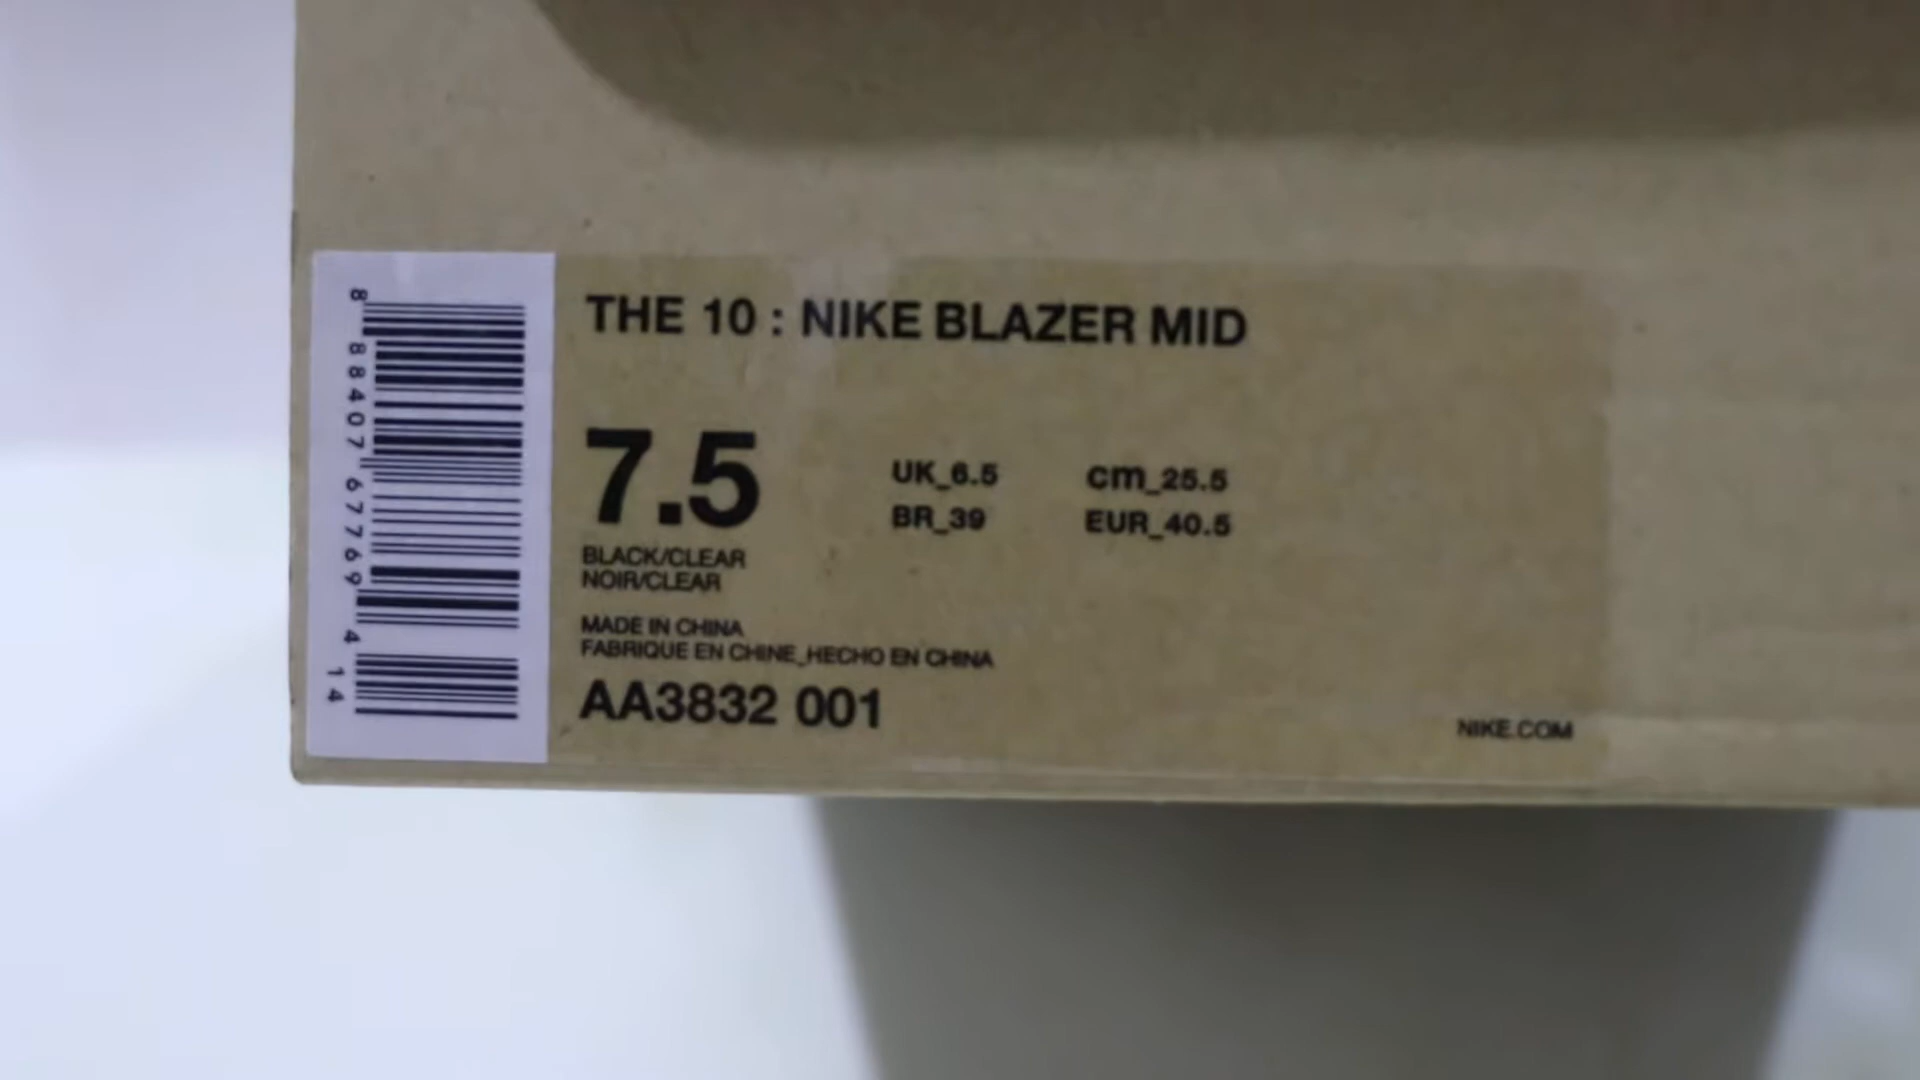 THE 10 : NIKE BLAZER MID
7.5
UK_6.5
cm_25.5
BR_39
EUR_40.5
BLACK/CLEAR
NOIR/CLEAR
MADE IN CHINA
FABRIQUE EN CHINE_HECHO EN CHINA
AA3832 001
NIKE.COM
8 88407 67769 4 14